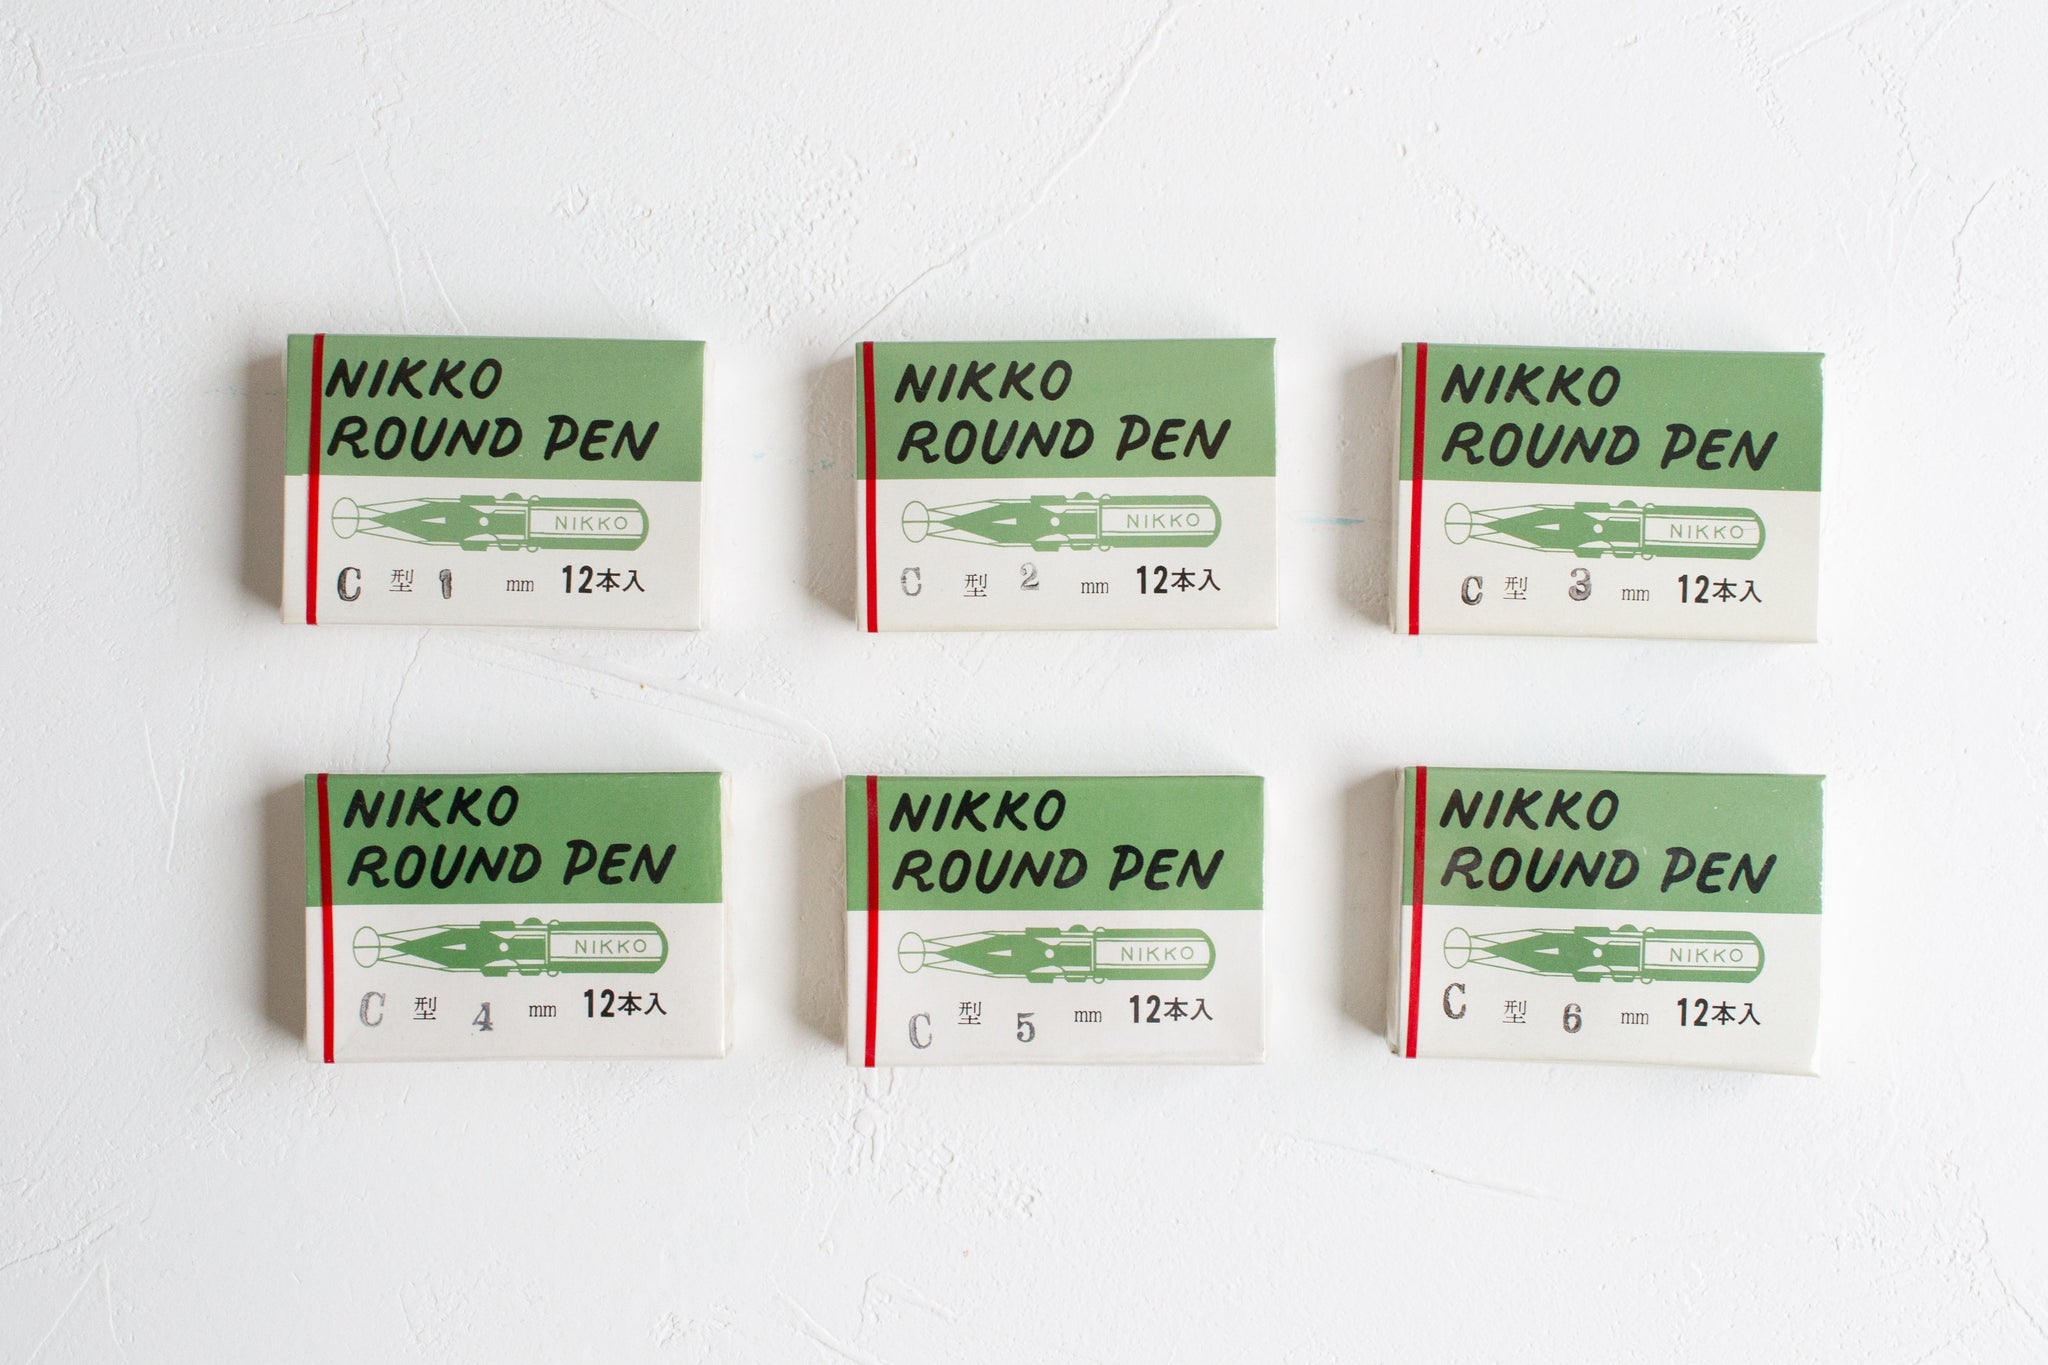 NIKKO
ROUND PEN
NIKKO
C 型 1 mm 12本入
NIKKO
ROUND PEN
NIKKO
C 型 2 mm 12本入
NIKKO
ROUND PEN
NIKKO
C 型 3 mm 12本入
NIKKO
ROUND PEN
NIKKO
C 型 4 mm 12本入
NIKKO
ROUND PEN
NIKKO
C 型 5 mm 12本入
NIKKO
ROUND PEN
NIKKO
C 型 6 mm 12本入